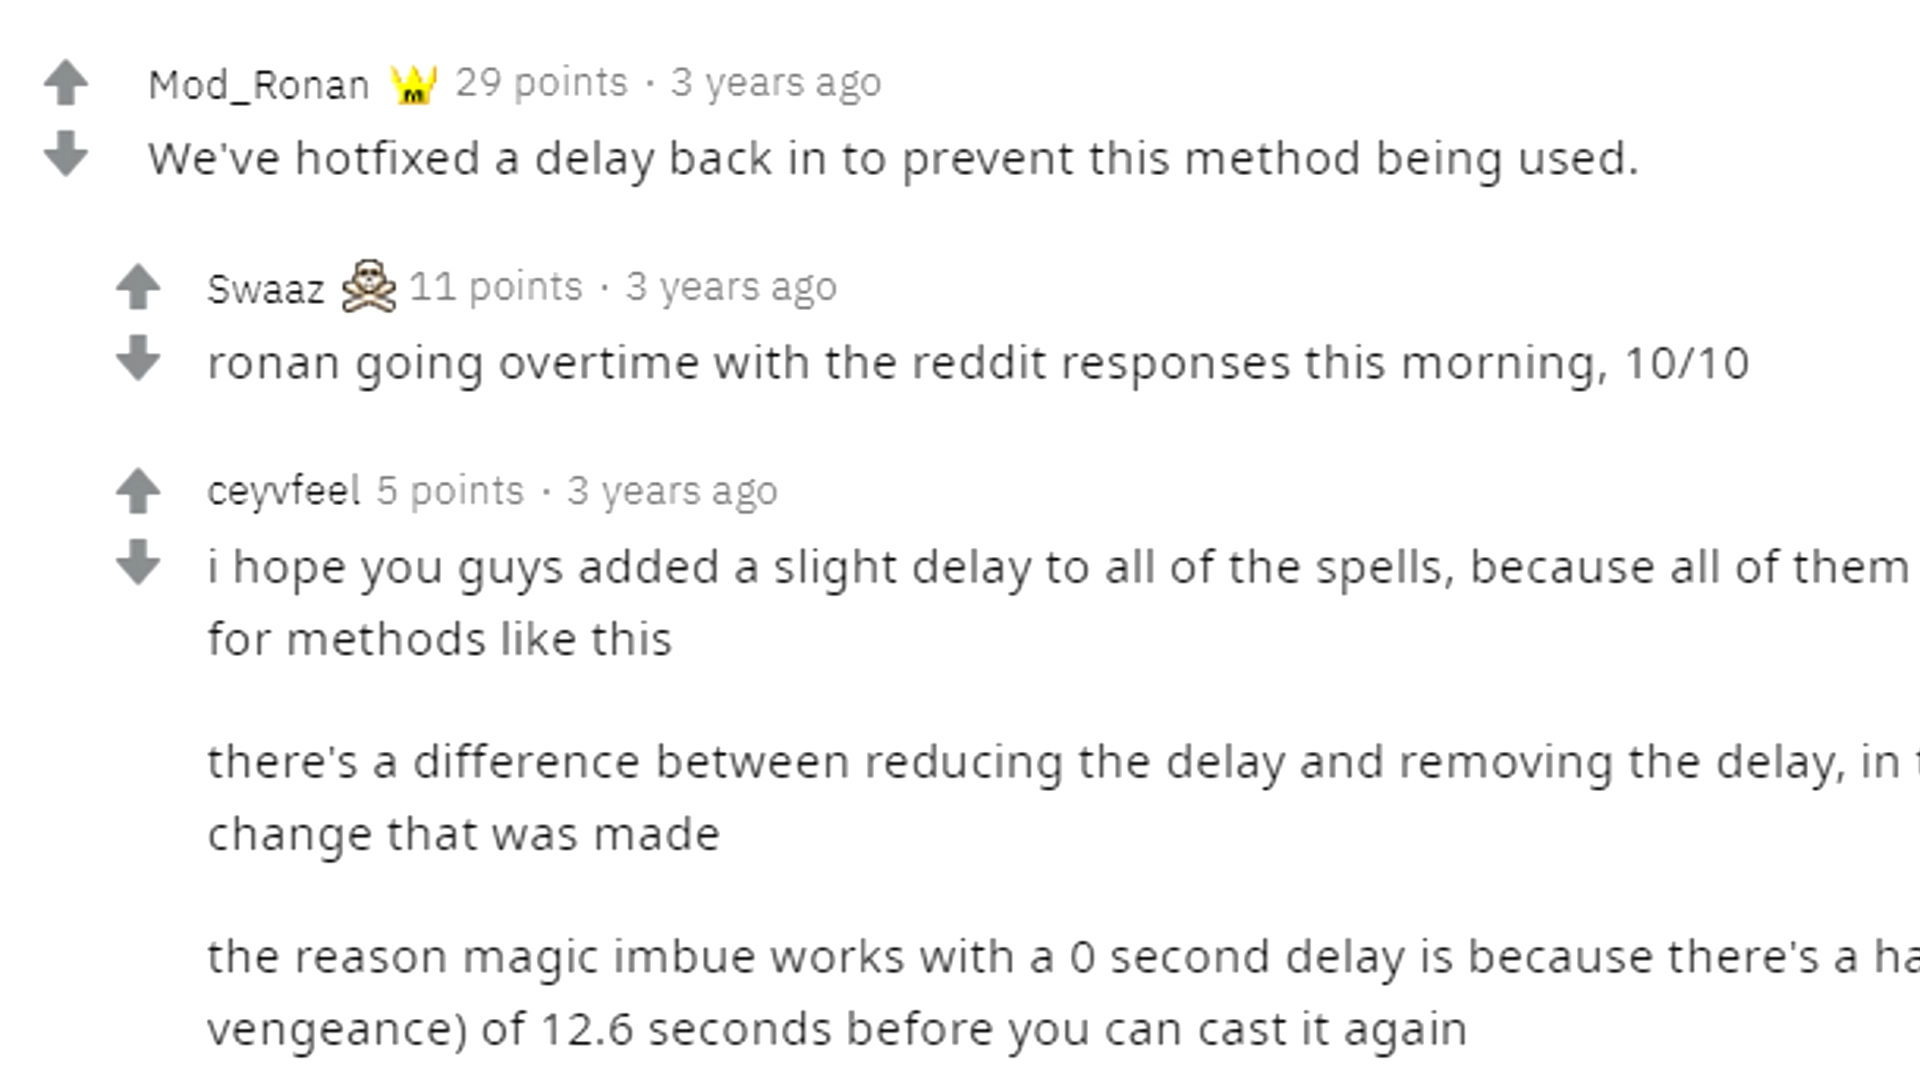 Mod_Ronan 29 points · 3 years ago
We've hotfixed a delay back in to prevent this method being used.
Swaaz 11 points · 3 years ago
ronan going overtime with the reddit responses this morning, 10/10
ceyvfeel 5 points · 3 years ago
i hope you guys added a slight delay to all of the spells, because all of them
for methods like this
there's a difference between reducing the delay and removing the delay, in
change that was made
the reason magic imbue works with a 0 second delay is because there's a
vengeance) of 12.6 seconds before you can cast it again